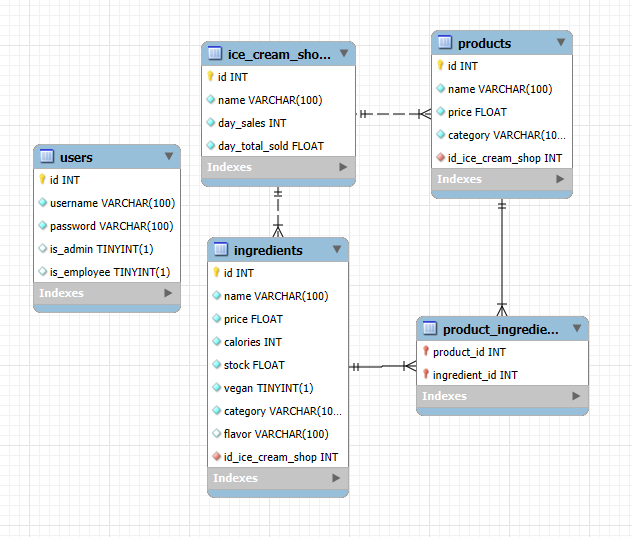 ice_cream_sho...
id INT
name VARCHAR(100)
day_sales INT
day_total_sold FLOAT
Indexes
products
id INT
name VARCHAR(100)
price FLOAT
category VARCHAR(10...
id_ice_cream_shop INT
Indexes
users
id INT
username VARCHAR(100)
password VARCHAR(100)
is_admin TINYINT(1)
is_employee TINYINT(1)
Indexes
ingredients
id INT
name VARCHAR(100)
price FLOAT
calories INT
stock FLOAT
vegan TINYINT(1)
category VARCHAR(10...
flavor VARCHAR(100)
id_ice_cream_shop INT
Indexes
product_ingredie...
product_id INT
ingredient_id INT
Indexes